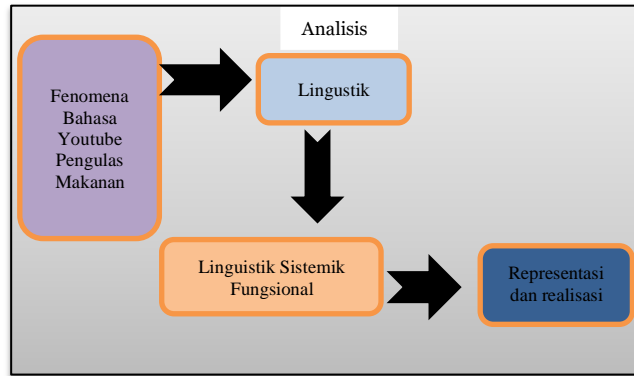 Analisis
Fenomena
Bahasa
Youtube
Pengulas
Makanan
Lingustik
Linguistik Sistemik
Fungsional
Representasi
dan realisasi